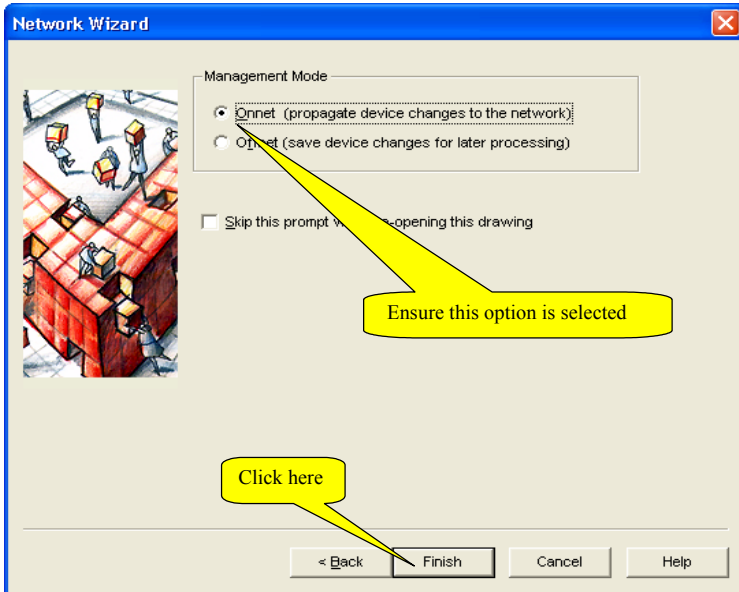 Network Wizard
Management Mode
Onnet (propagate device changes to the network)
Offnet (save device changes for later processing)
Skip this prompt -opening this drawing
Ensure this option is selected
Click here
< Back
Finish
Cancel
Help